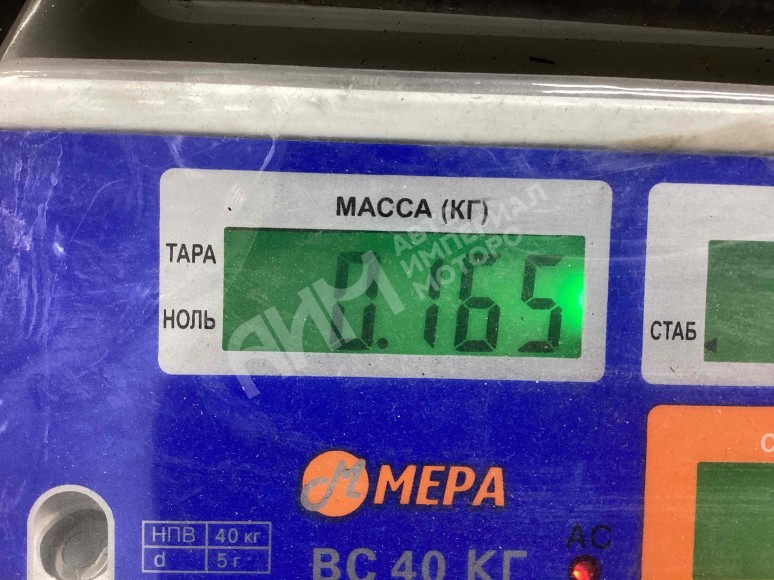 МАССА (КГ)
ТАРА
НОЛЬ
0.165
СТАБ
АВТО
ИМПЕРИАЛ
МОТОРС
АИМ
МЕРА
НПВ 40 кг
d 5 г
ВС 40 КГ
АС
С